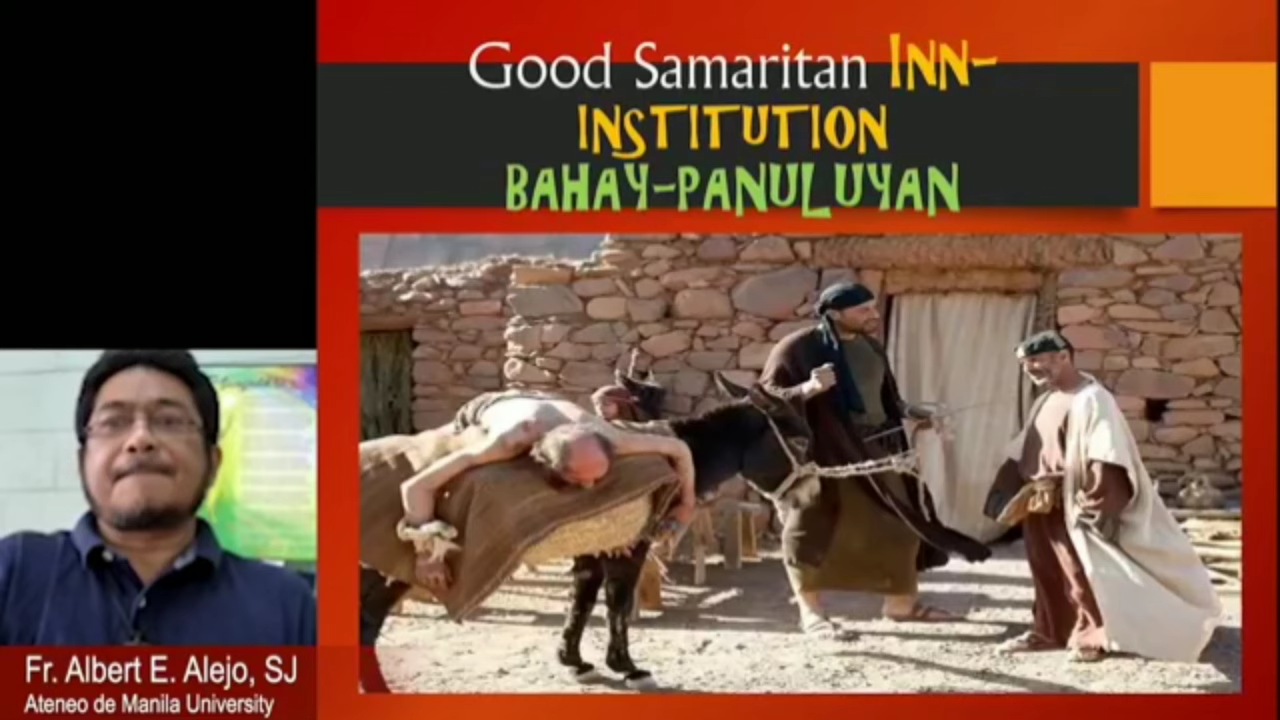 Good Samaritan INN-
INSTITUTION
BAHAY-PANULUYAN
Fr. Albert E. Alejo, SJ
Ateneo de Manila University